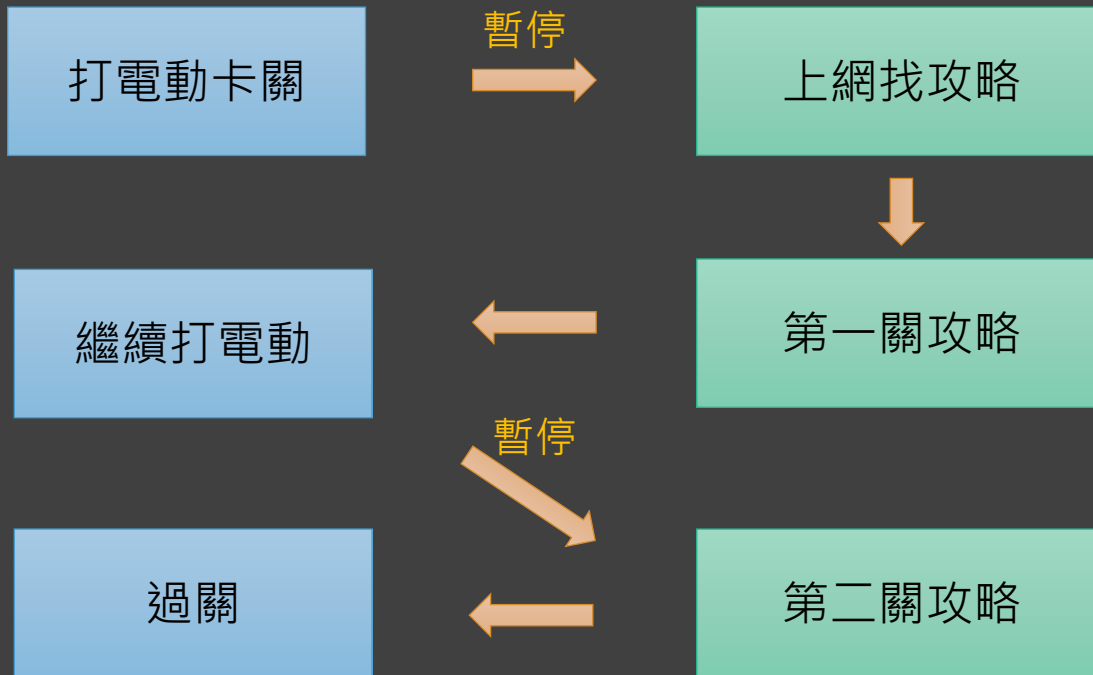 暫停
打電動卡關
上網找攻略
繼續打電動
第一關攻略
暫停
過關
第二關攻略